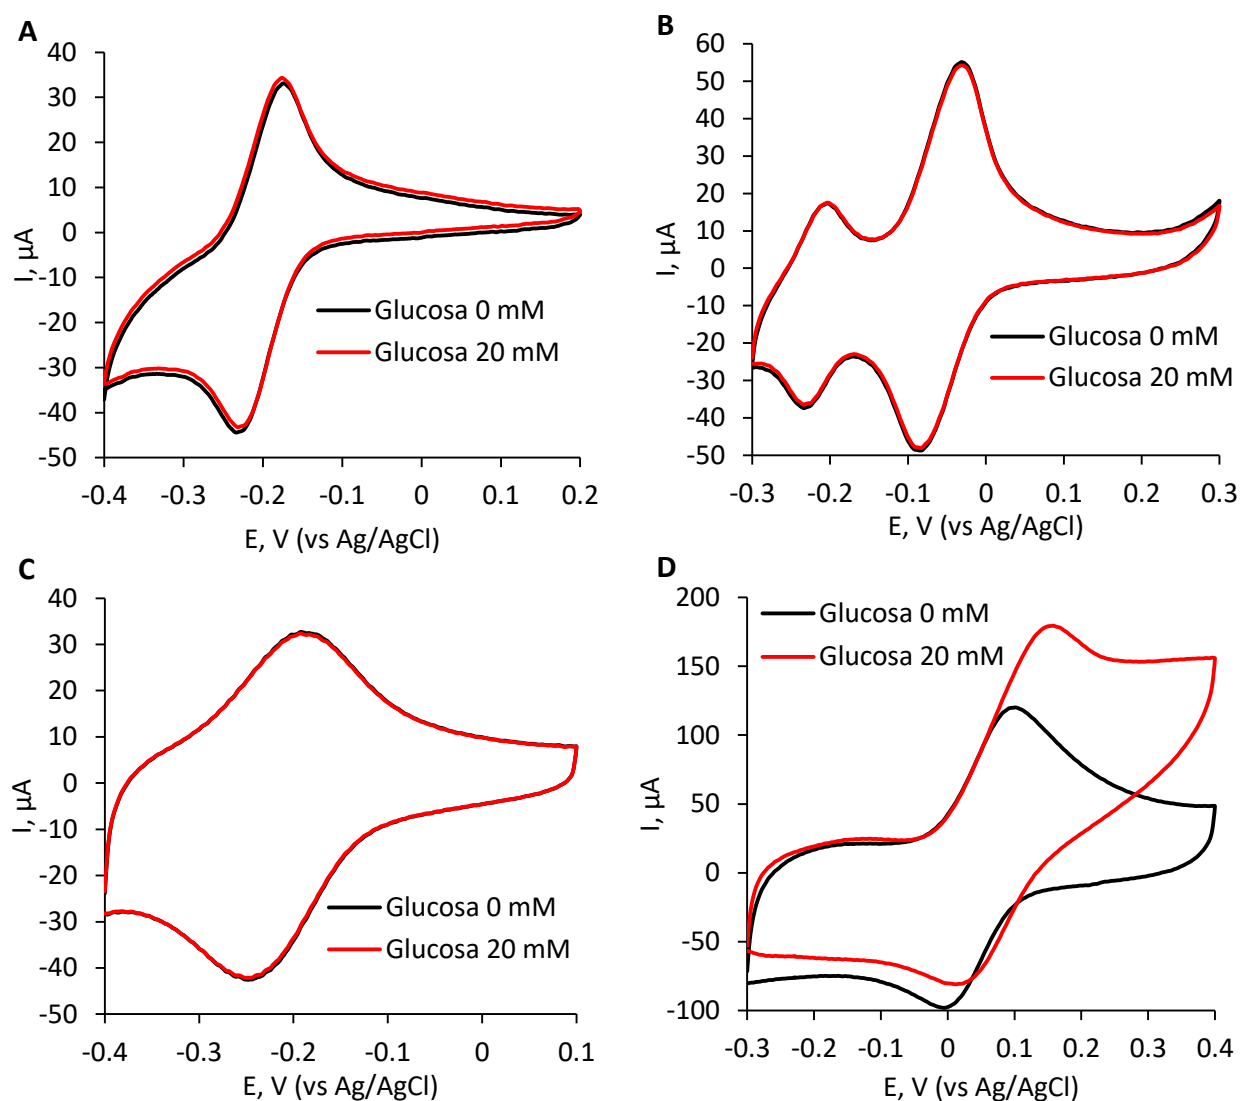 A
I, µA
40
30
20
10
0
-10
-20
-30
-40
-50
Glucosa 0 mM
Glucosa 20 mM
-0.4 -0.3 -0.2 -0.1 0 0.1 0.2
E, V (vs Ag/AgCl)
B
I, µA
60
50
40
30
20
10
0
-10
-20
-30
-40
-50
Glucosa 0 mM
Glucosa 20 mM
-0.3 -0.2 -0.1 0 0.1 0.2 0.3
E, V (vs Ag/AgCl)
C
I, µA
40
30
20
10
0
-10
-20
-30
-40
-50
Glucosa 0 mM
Glucosa 20 mM
-0.4 -0.3 -0.2 -0.1 0 0.1
E, V (vs Ag/AgCl)
D
I, µA
200
150
100
50
0
-50
-100
Glucosa 0 mM
Glucosa 20 mM
-0.3 -0.2 -0.1 0 0.1 0.2 0.3 0.4
E, V (vs Ag/AgCl)